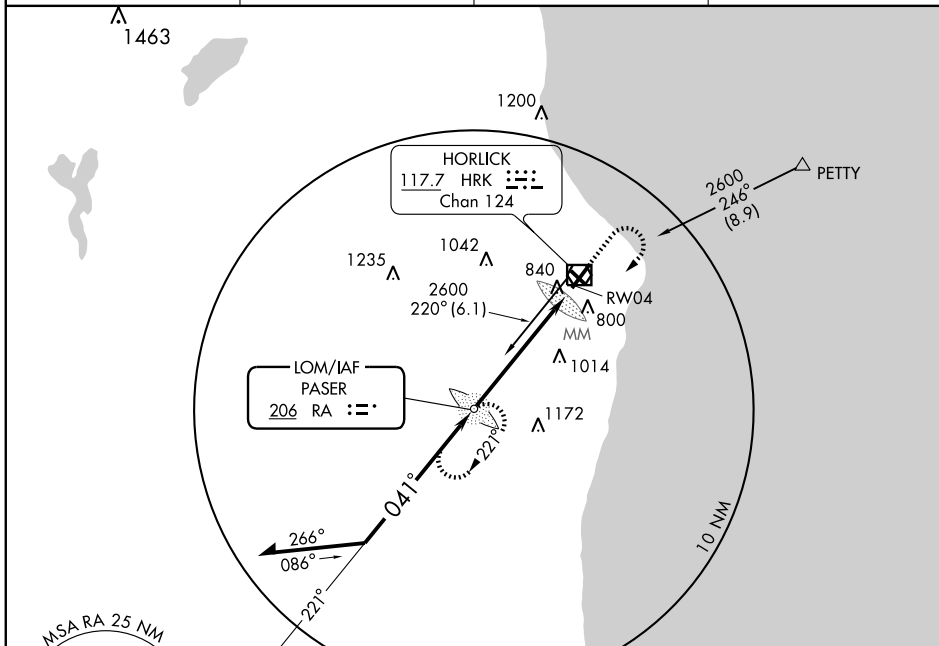 1463
1200
HORLICK
117.7 HRK
Chan 124
PETTY
2600
246°
(8.9)
1042
1235
840
2600
220° (6.1)
RW04
800
MM
1014
LOM/IAF
PASER
206 RA
1172
221°
041°
266°
086°
221°
10 NM
MSA RA 25 NM